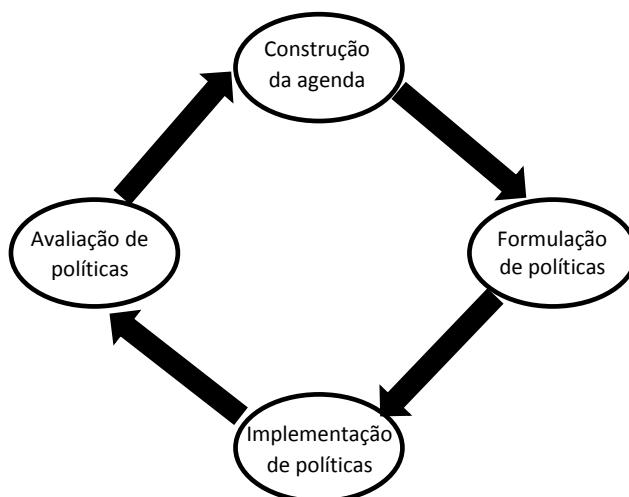 Construção
da agenda
Avaliação de
políticas
Formulação
de políticas
Implementação
de políticas